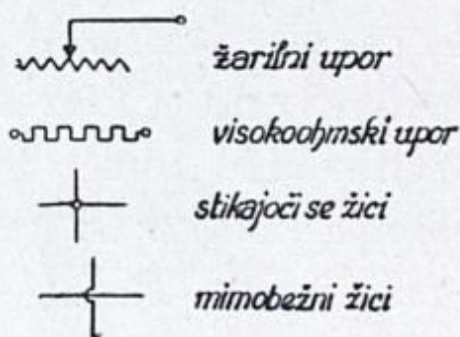 žarilni upor
visokoohmski upor
stikajoči se žici
mimobežni žici